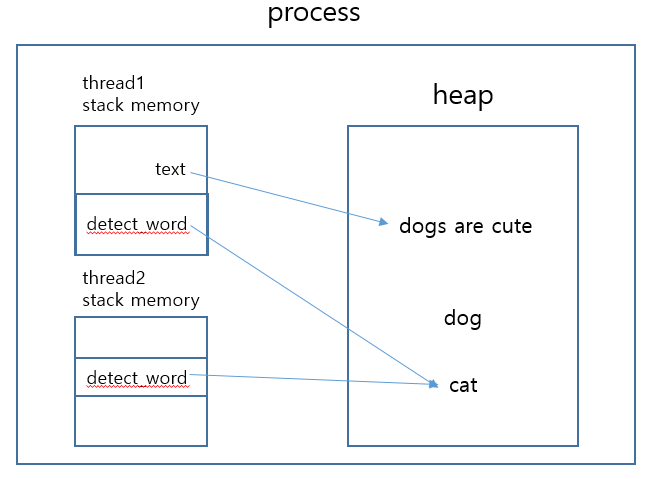 process
thread1
stack memory
heap
text
detect_word
dogs are cute
thread2
stack memory
dog
detect_word
cat